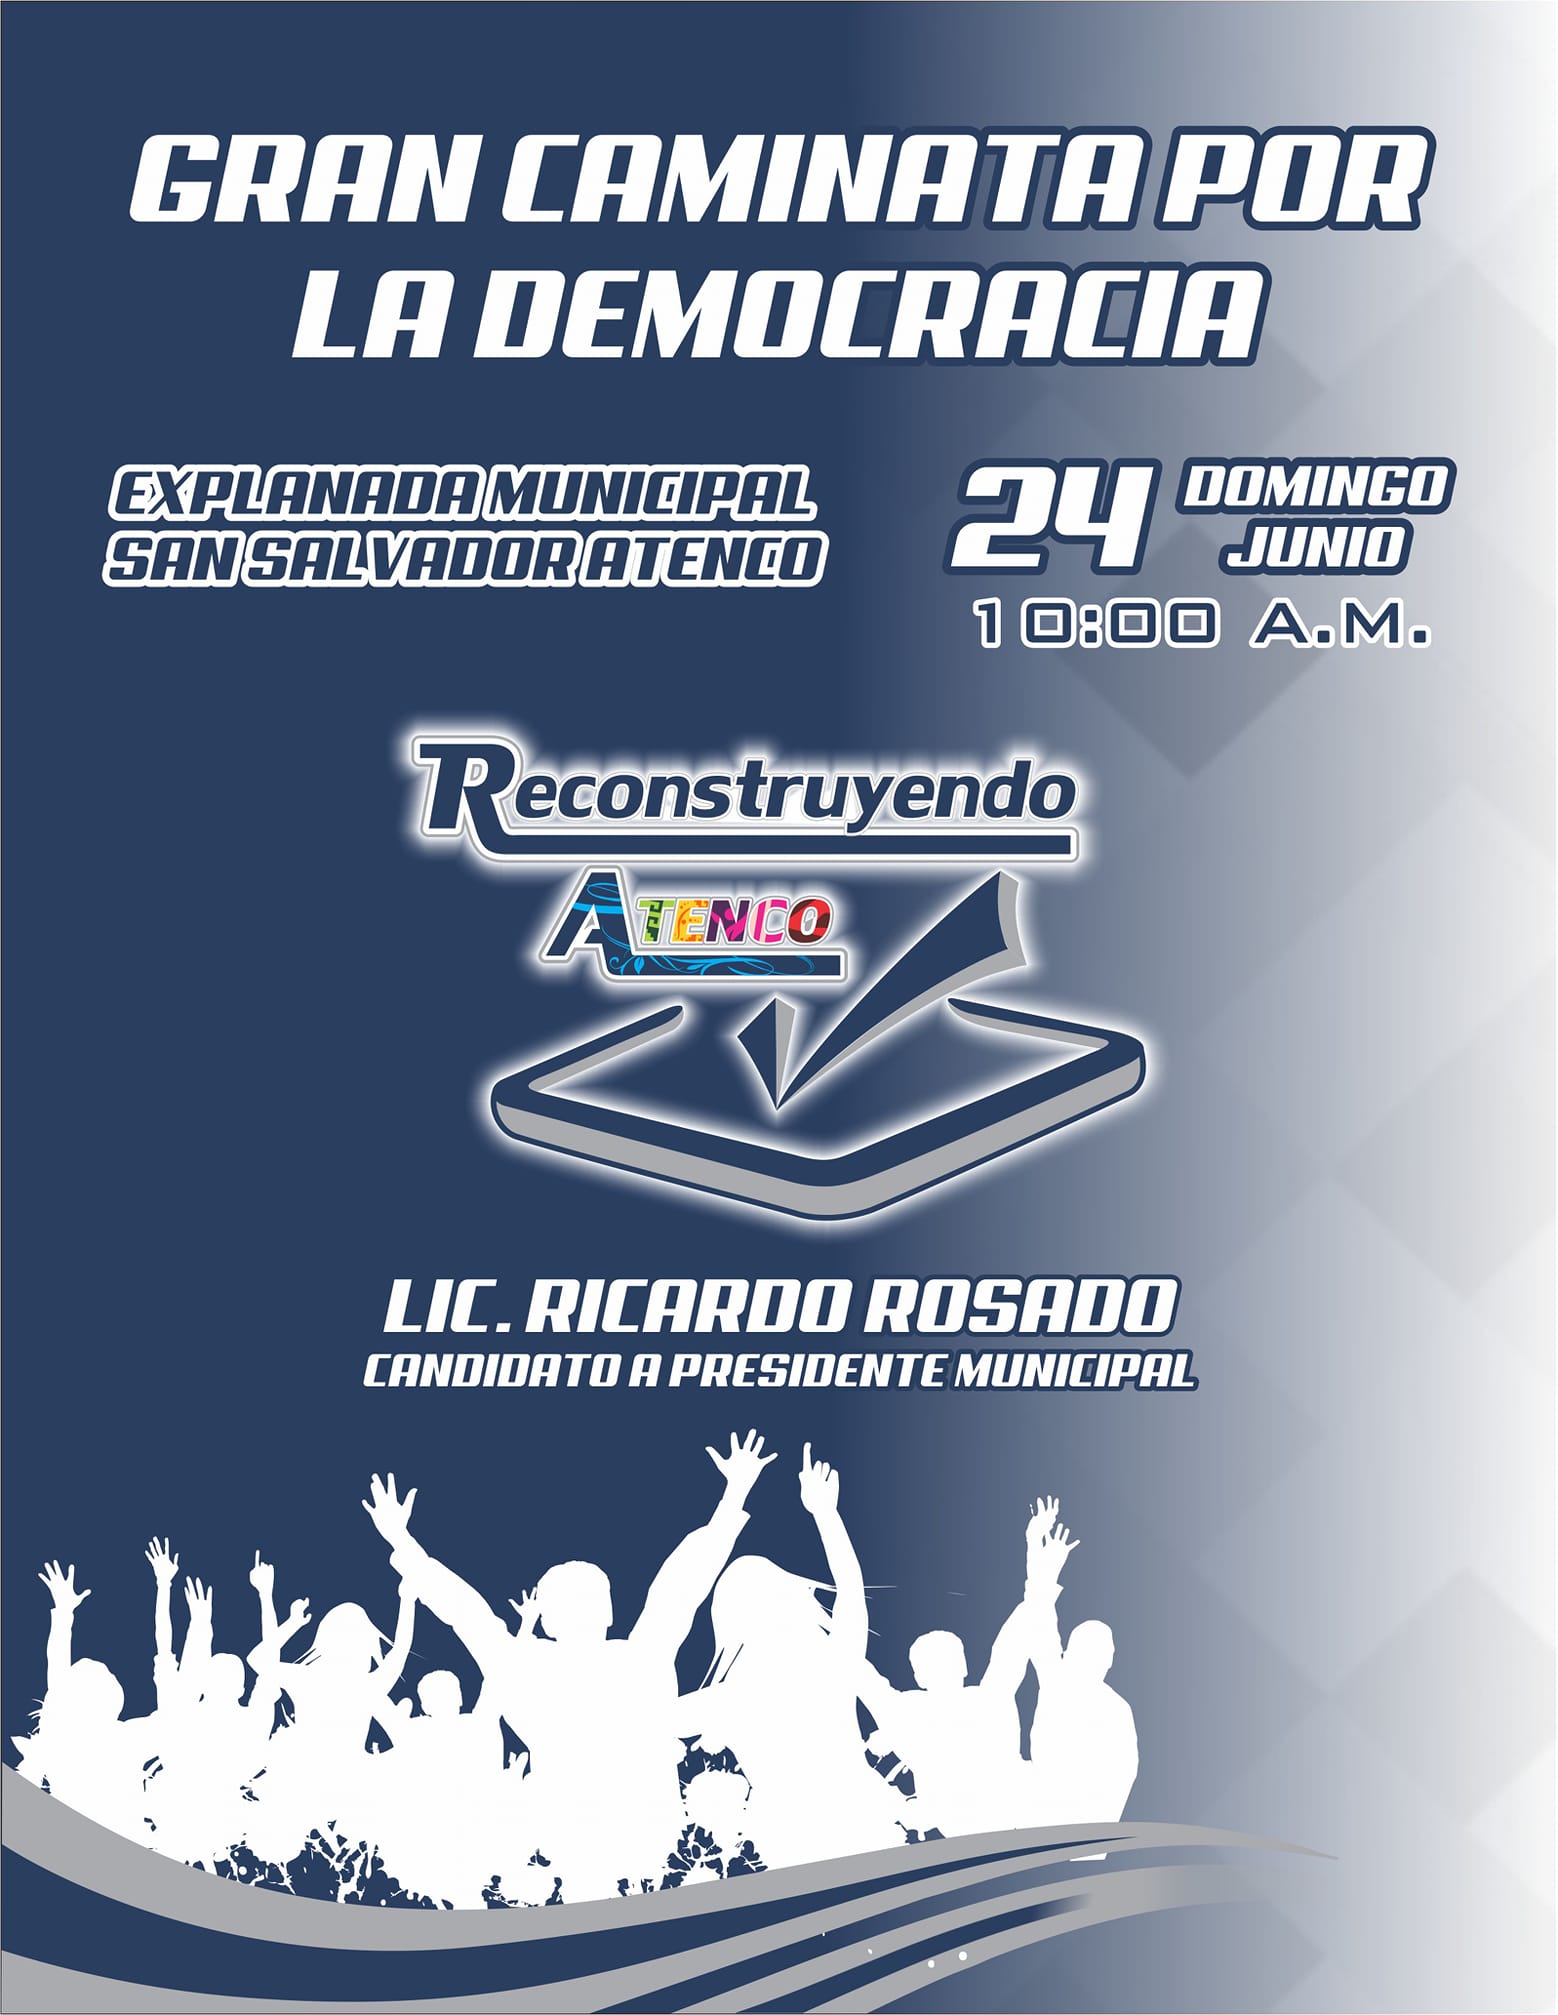 GRAN CAMINATA POR
LA DEMOCRACIA
EXPLANADA MUNICIPAL
SAN SALVADOR ATENCO
24 DOMINGO
JUNIO
10:00 A.M.
Reconstruyendo
ATENCO
LIC. RICARDO ROSADO
CANDIDATO A PRESIDENTE MUNICIPAL